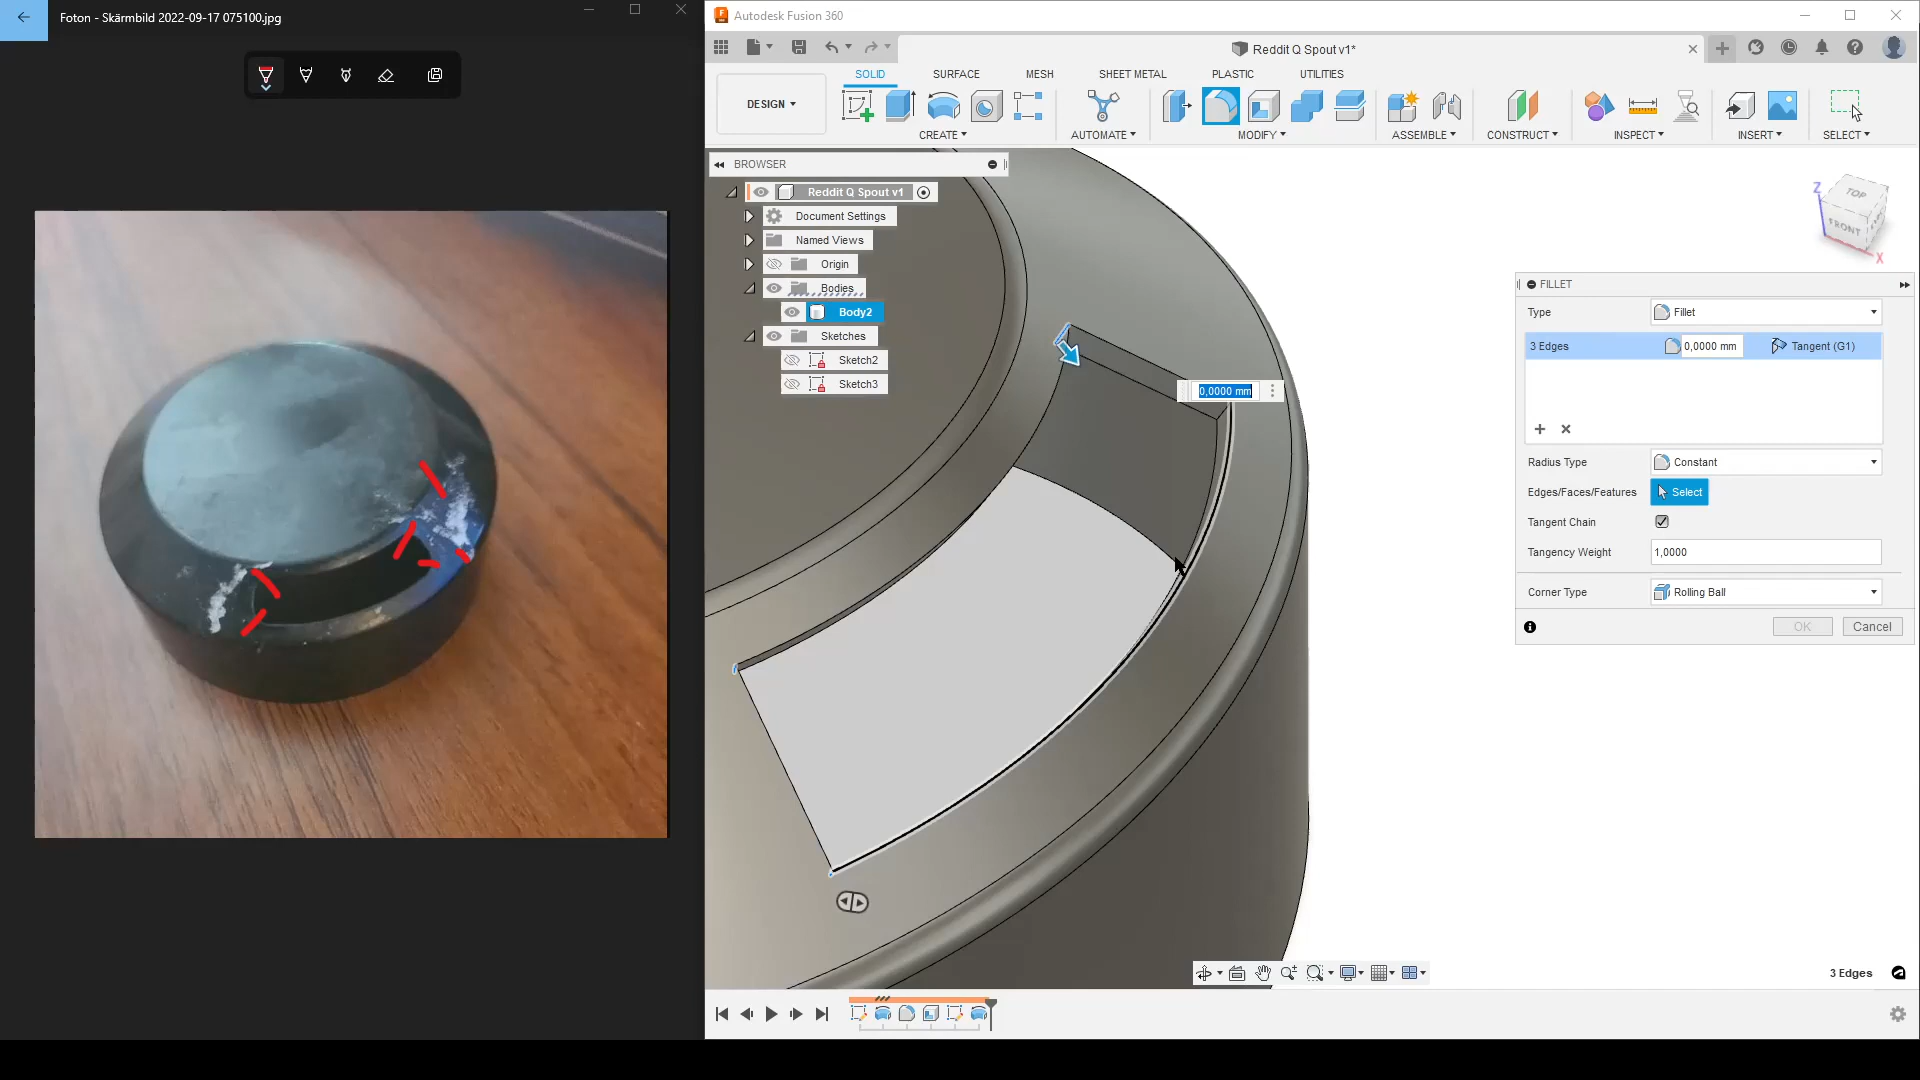 Foton - Skärmbild 2022-09-17 075100.jpg
Autodesk Fusion 360
Reddit Q Spout v1*
DESIGN
SOLID SURFACE MESH SHEET METAL PLASTIC UTILITIES
CREATE AUTOMATE MODIFY ASSEMBLE CONSTRUCT INSPECT INSERT SELECT
BROWSER
Reddit Q Spout v1
Document Settings
Named Views
Origin
Bodies
Body2
Sketches
Sketch2
Sketch3
0,0000 mm
Z
TOP
FRONT
X
FILLET
Type Fillet
3 Edges 0,0000 mm Tangent (G1)
Radius Type Constant
Edges/Faces/Features Select
Tangent Chain
Tangency Weight 1,0000
Corner Type Rolling Ball
OK Cancel
3 Edges